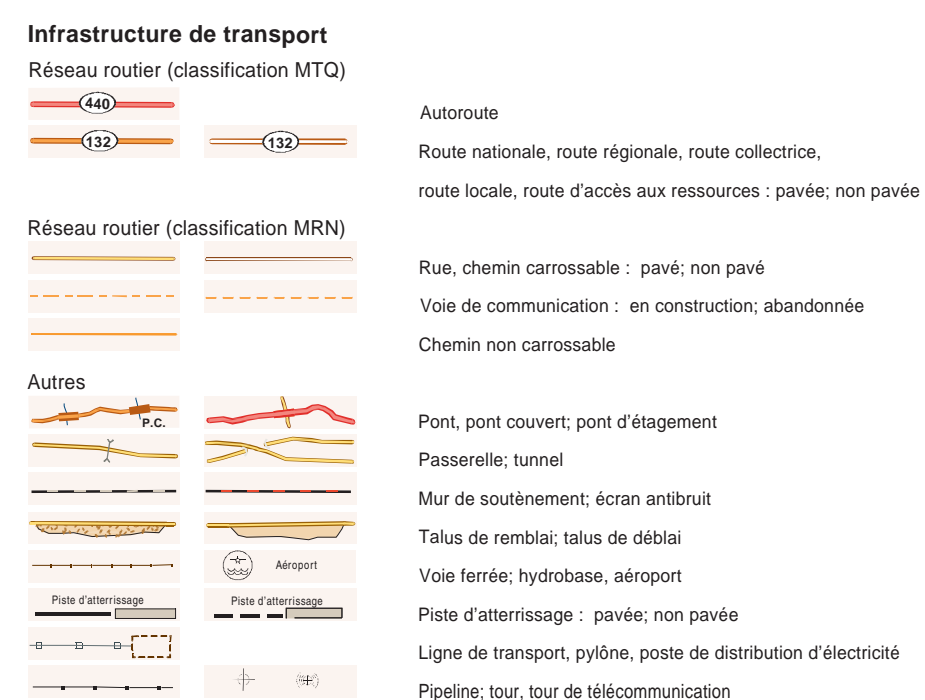 Infrastructure de transport
Réseau routier (classification MTQ)
440
Autoroute
132 132
Route nationale, route régionale, route collectrice,
route locale, route d'accès aux ressources : pavée; non pavée
Réseau routier (classification MRN)
Rue, chemin carrossable : pavé; non pavé
Voie de communication : en construction; abandonnée
Chemin non carrossable
Autres
P.C.
Pont, pont couvert; pont d'étagement
Passerelle; tunnel
Mur de soutènement; écran antibruit
Talus de remblai; talus de déblai
Aéroport
Voie ferrée; hydrobase, aéroport
Piste d'atterrissage Piste d'atterrissage
Piste d'atterrissage : pavée; non pavée
Ligne de transport, pylône, poste de distribution d'électricité
Pipeline; tour, tour de télécommunication